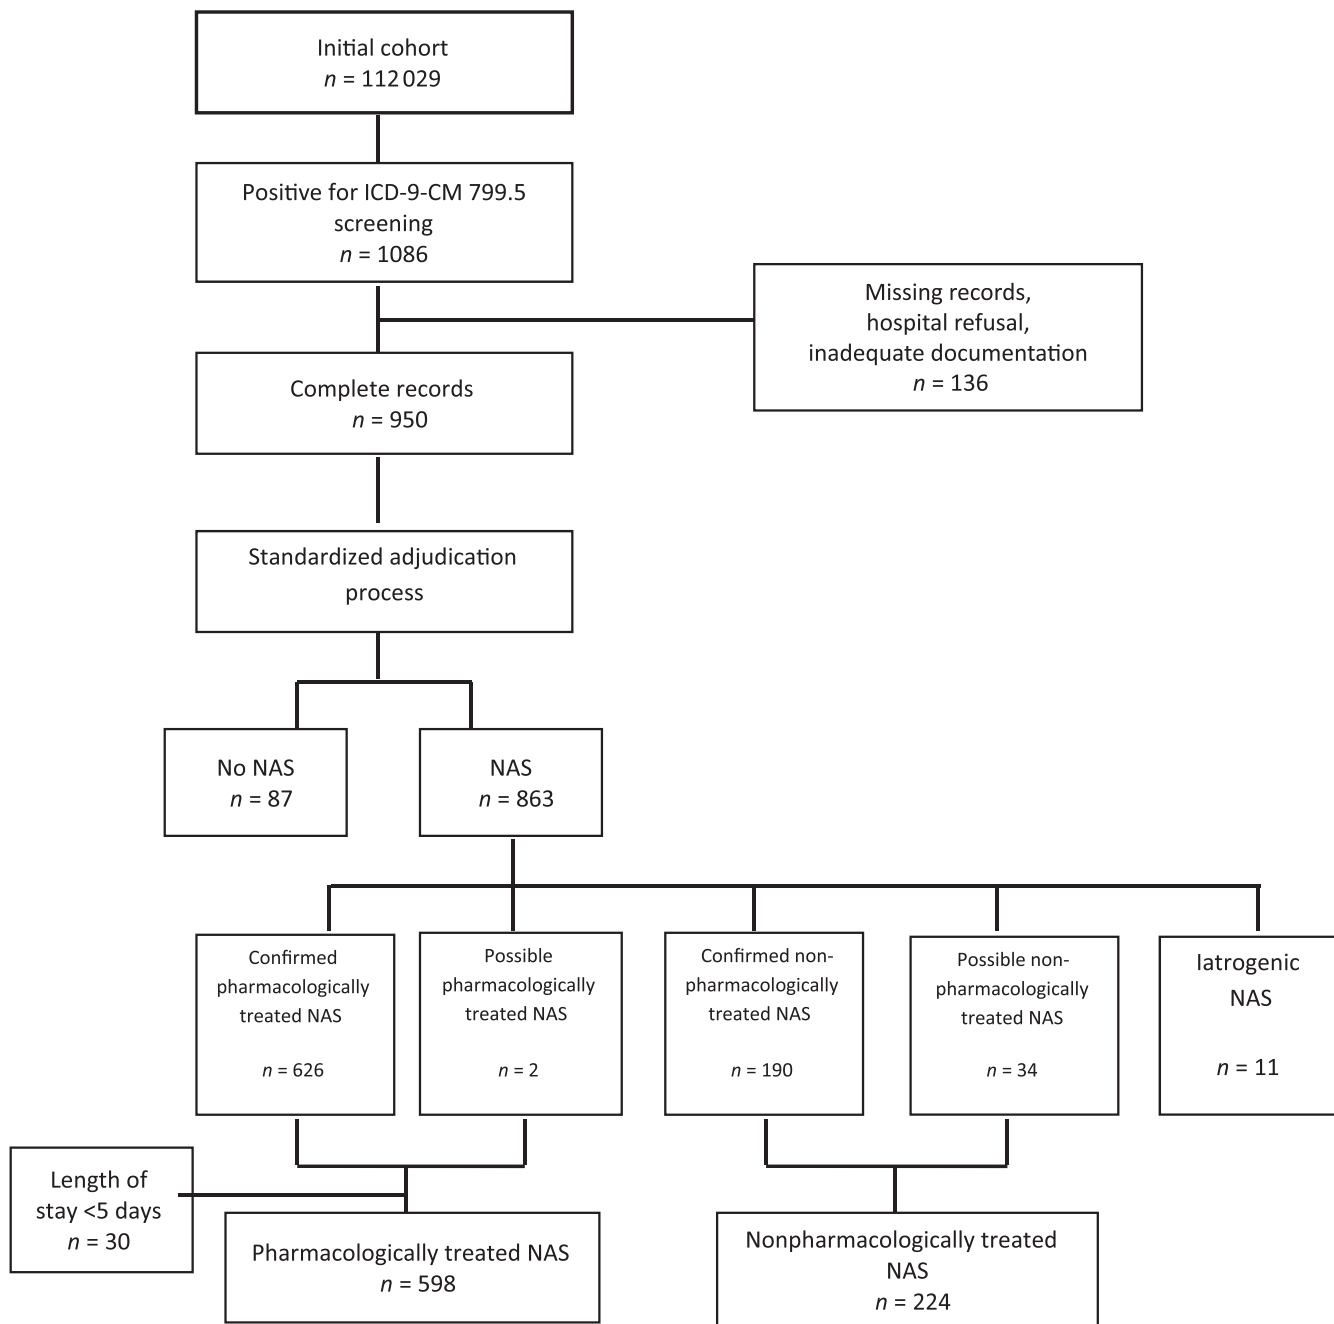 Initial cohort
n = 112 029
Positive for ICD-9-CM 799.5
screening
n = 1086
Missing records,
hospital refusal,
inadequate documentation
n = 136
Complete records
n = 950
Standardized adjudication
process
No NAS
n = 87
NAS
n = 863
Confirmed
pharmacologically
treated NAS
n = 626
Possible
pharmacologically
treated NAS
n = 2
Confirmed non-
pharmacologically
treated NAS
n = 190
Possible non-
pharmacologically
treated NAS
n = 34
Iatrogenic
NAS
n = 11
Length of
stay <5 days
n = 30
Pharmacologically treated NAS
n = 598
Nonpharmacologically treated
NAS
n = 224